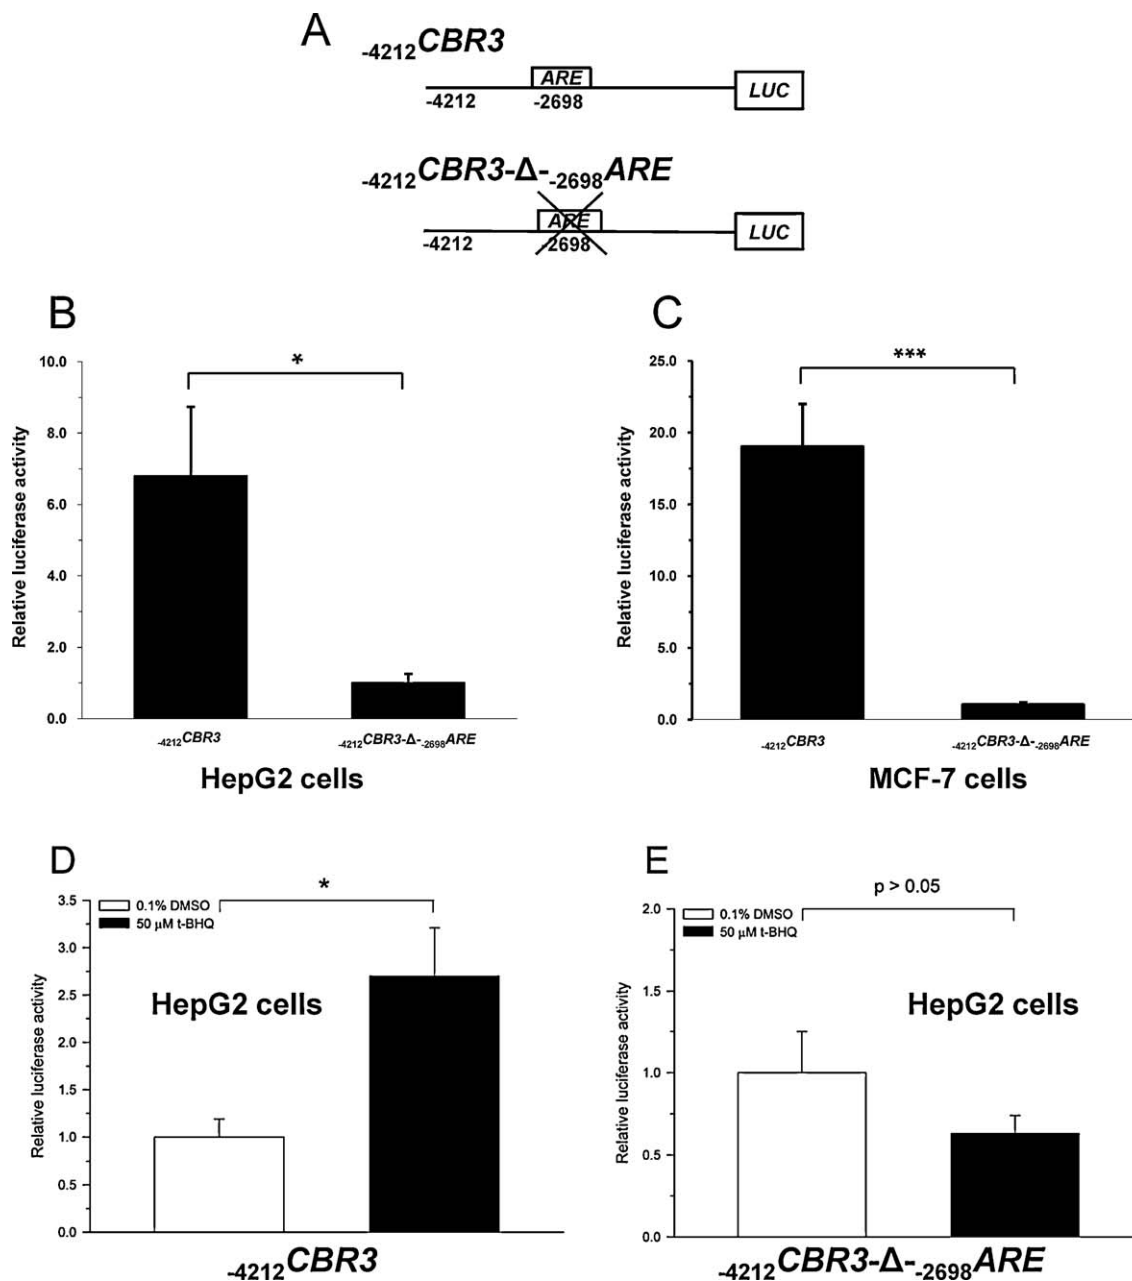 A
-4212CBR3
ARE
LUC
-4212
-2698
-4212CBR3-Δ--2698ARE
ARE
LUC
-4212
-2698
B
*
10.0
8.0
6.0
4.0
2.0
0.0
Relative luciferase activity
-4212CBR3
-4212CBR3-Δ--2698ARE
HepG2 cells
C
***
25.0
20.0
15.0
10.0
5.0
0.0
Relative luciferase activity
-4212CBR3
-4212CBR3-Δ--2698ARE
MCF-7 cells
D
*
0.1% DMSO
50 μM t-BHQ
3.5
3.0
2.5
2.0
1.5
1.0
0.5
0.0
Relative luciferase activity
HepG2 cells
-4212CBR3
E
p > 0.05
0.1% DMSO
50 μM t-BHQ
2.0
1.5
1.0
0.5
0.0
Relative luciferase activity
HepG2 cells
-4212CBR3-Δ--2698ARE